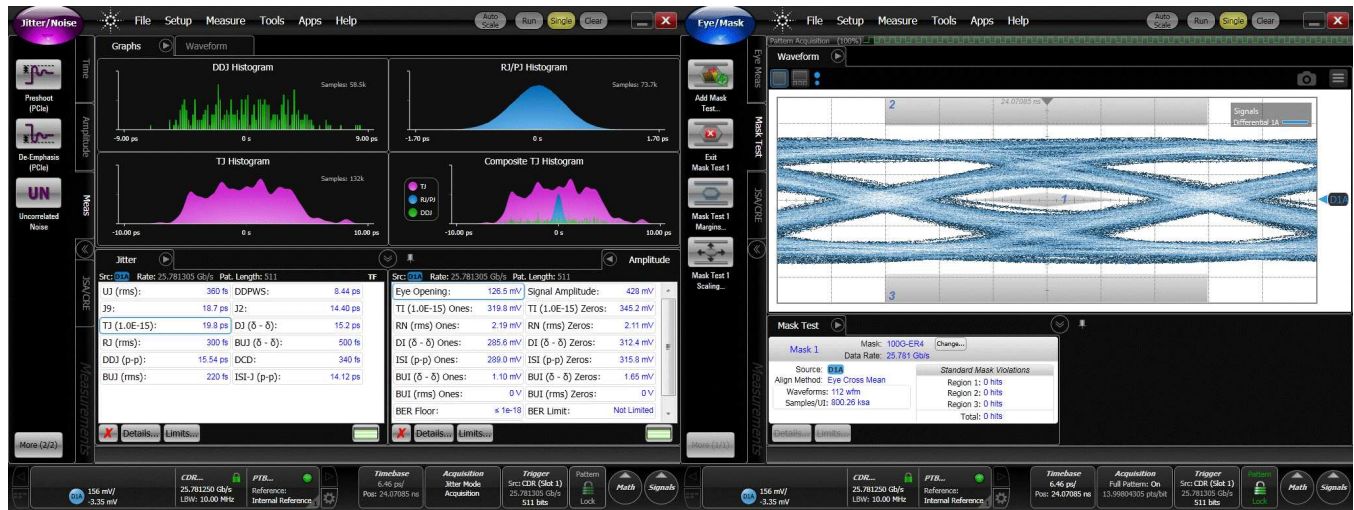 Jitter/Noise
File Setup Measure Tools Apps Help
Auto Scale Run Single Clear
Graphs Waveform
Time
Amplitude
Meas
JSA/CRE
Measurements
Preshoot (PCIe)
De-Emphasis (PCIe)
UN
Uncorrelated Noise
More (2/2)
DDJ Histogram
Samples: 58.5k
-9.00 ps 0 s 9.00 ps
RJ/PJ Histogram
Samples: 73.7k
-1.70 ps 0 s 1.70 ps
TJ Histogram
Samples: 132k
-10.00 ps 0 s 10.00 ps
Composite TJ Histogram
TJ
RJ/PJ
DDJ
-10.00 ps 0 s 10.00 ps
Jitter
Amplitude
Src: D1A Rate: 25.781305 Gb/s Pat. Length: 511 TF
UJ (rms): 360 fs DDPWS: 8.44 ps
J9: 18.7 ps J2: 14.40 ps
TJ (1.0E-15): 19.8 ps DJ (δ - δ): 15.2 ps
RJ (rms): 300 fs BUJ (δ - δ): 500 fs
DDJ (p-p): 15.54 ps DCD: 340 fs
BUJ (rms): 220 fs ISI-J (p-p): 14.12 ps
Details... Limits...
Src: D1A Rate: 25.781305 Gb/s Pat. Length: 511
Eye Opening: 126.5 mV Signal Amplitude: 428 mV
TI (1.0E-15) Ones: 319.8 mV TI (1.0E-15) Zeros: 345.2 mV
RN (rms) Ones: 2.19 mV RN (rms) Zeros: 2.11 mV
DI (δ - δ) Ones: 285.6 mV DI (δ - δ) Zeros: 312.4 mV
ISI (p-p) Ones: 289.0 mV ISI (p-p) Zeros: 315.8 mV
BUI (δ - δ) Ones: 1.10 mV BUI (δ - δ) Zeros: 1.65 mV
BUI (rms) Ones: 0 V BUI (rms) Zeros: 0 V
BER Floor: ≤ 1e-18 BER Limit: Not Limited
Details... Limits...
D1A 156 mV/
-3.35 mV
CDR...
25.781250 Gb/s
LBW: 10.00 MHz
PTB...
Reference:
Internal Reference
Timebase
6.46 ps/
Pos: 24.07085 ns
Acquisition
Jitter Mode
Acquisition
Trigger
Src: CDR (Slot 1)
25.781305 Gb/s
511 bits
Pattern
Lock
Math
Signals
Eye/Mask
File Setup Measure Tools Apps Help
Auto Scale Run Single Clear
Pattern Acquisition (100%)
Waveform
Eye Meas
Mask Test
JSA/CRE
Measurements
Add Mask Test...
Exit Mask Test 1
Mask Test 1 Margins...
Mask Test 1 Scaling...
More (1/1)
24.07085 ns
Signals
Differential 1A
2
1
3
D1A
Mask Test
Mask 1
Mask: 100G-ER4 Change...
Data Rate: 25.781 Gb/s
Source: D1A
Align Method: Eye Cross Mean
Waveforms: 112 wfm
Samples/UI: 800.26 ksa
Standard Mask Violations
Region 1: 0 hits
Region 2: 0 hits
Region 3: 0 hits
Total: 0 hits
Details... Limits...
D1A 156 mV/
-3.35 mV
CDR...
25.781250 Gb/s
LBW: 10.00 MHz
PTB...
Reference:
Internal Reference
Timebase
6.46 ps/
Pos: 24.07085 ns
Acquisition
Full Pattern: On
13.99804305 pts/bit
Trigger
Src: CDR (Slot 1)
25.781305 Gb/s
511 bits
Pattern
Lock
Math
Signals